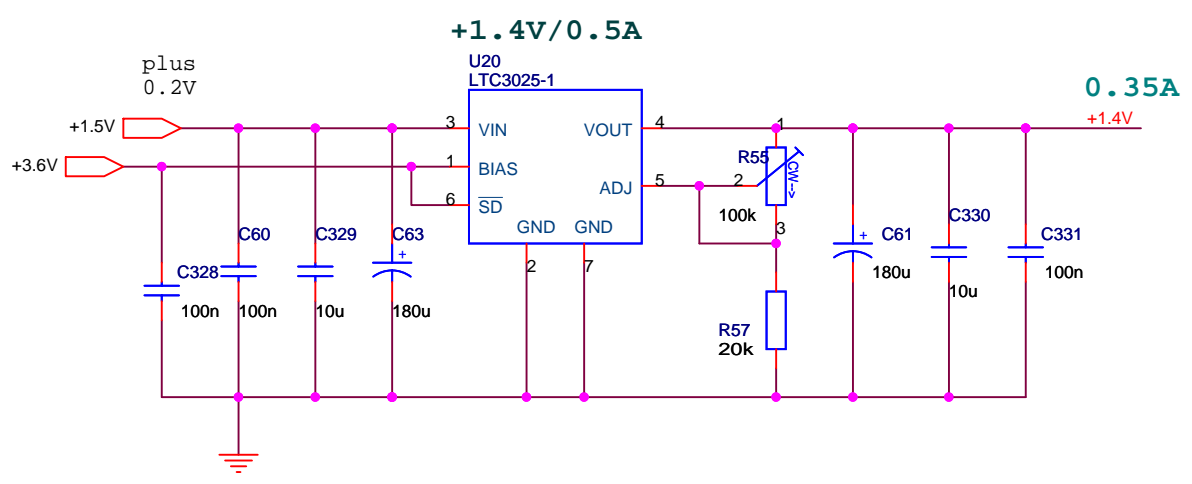 +1.4V/0.5A
U20
LTC3025-1
plus
0.2V
0.35A
+1.5V
3
VIN
VOUT
4
1
+1.4V
+3.6V
1
BIAS
R55
CW->
ADJ
5
2
6
SD
100k
GND
GND
3
C60
C329
C63
+
C61
+
C330
C331
C328
2
7
180u
100n
10u
100n
100n
10u
180u
R57
20k